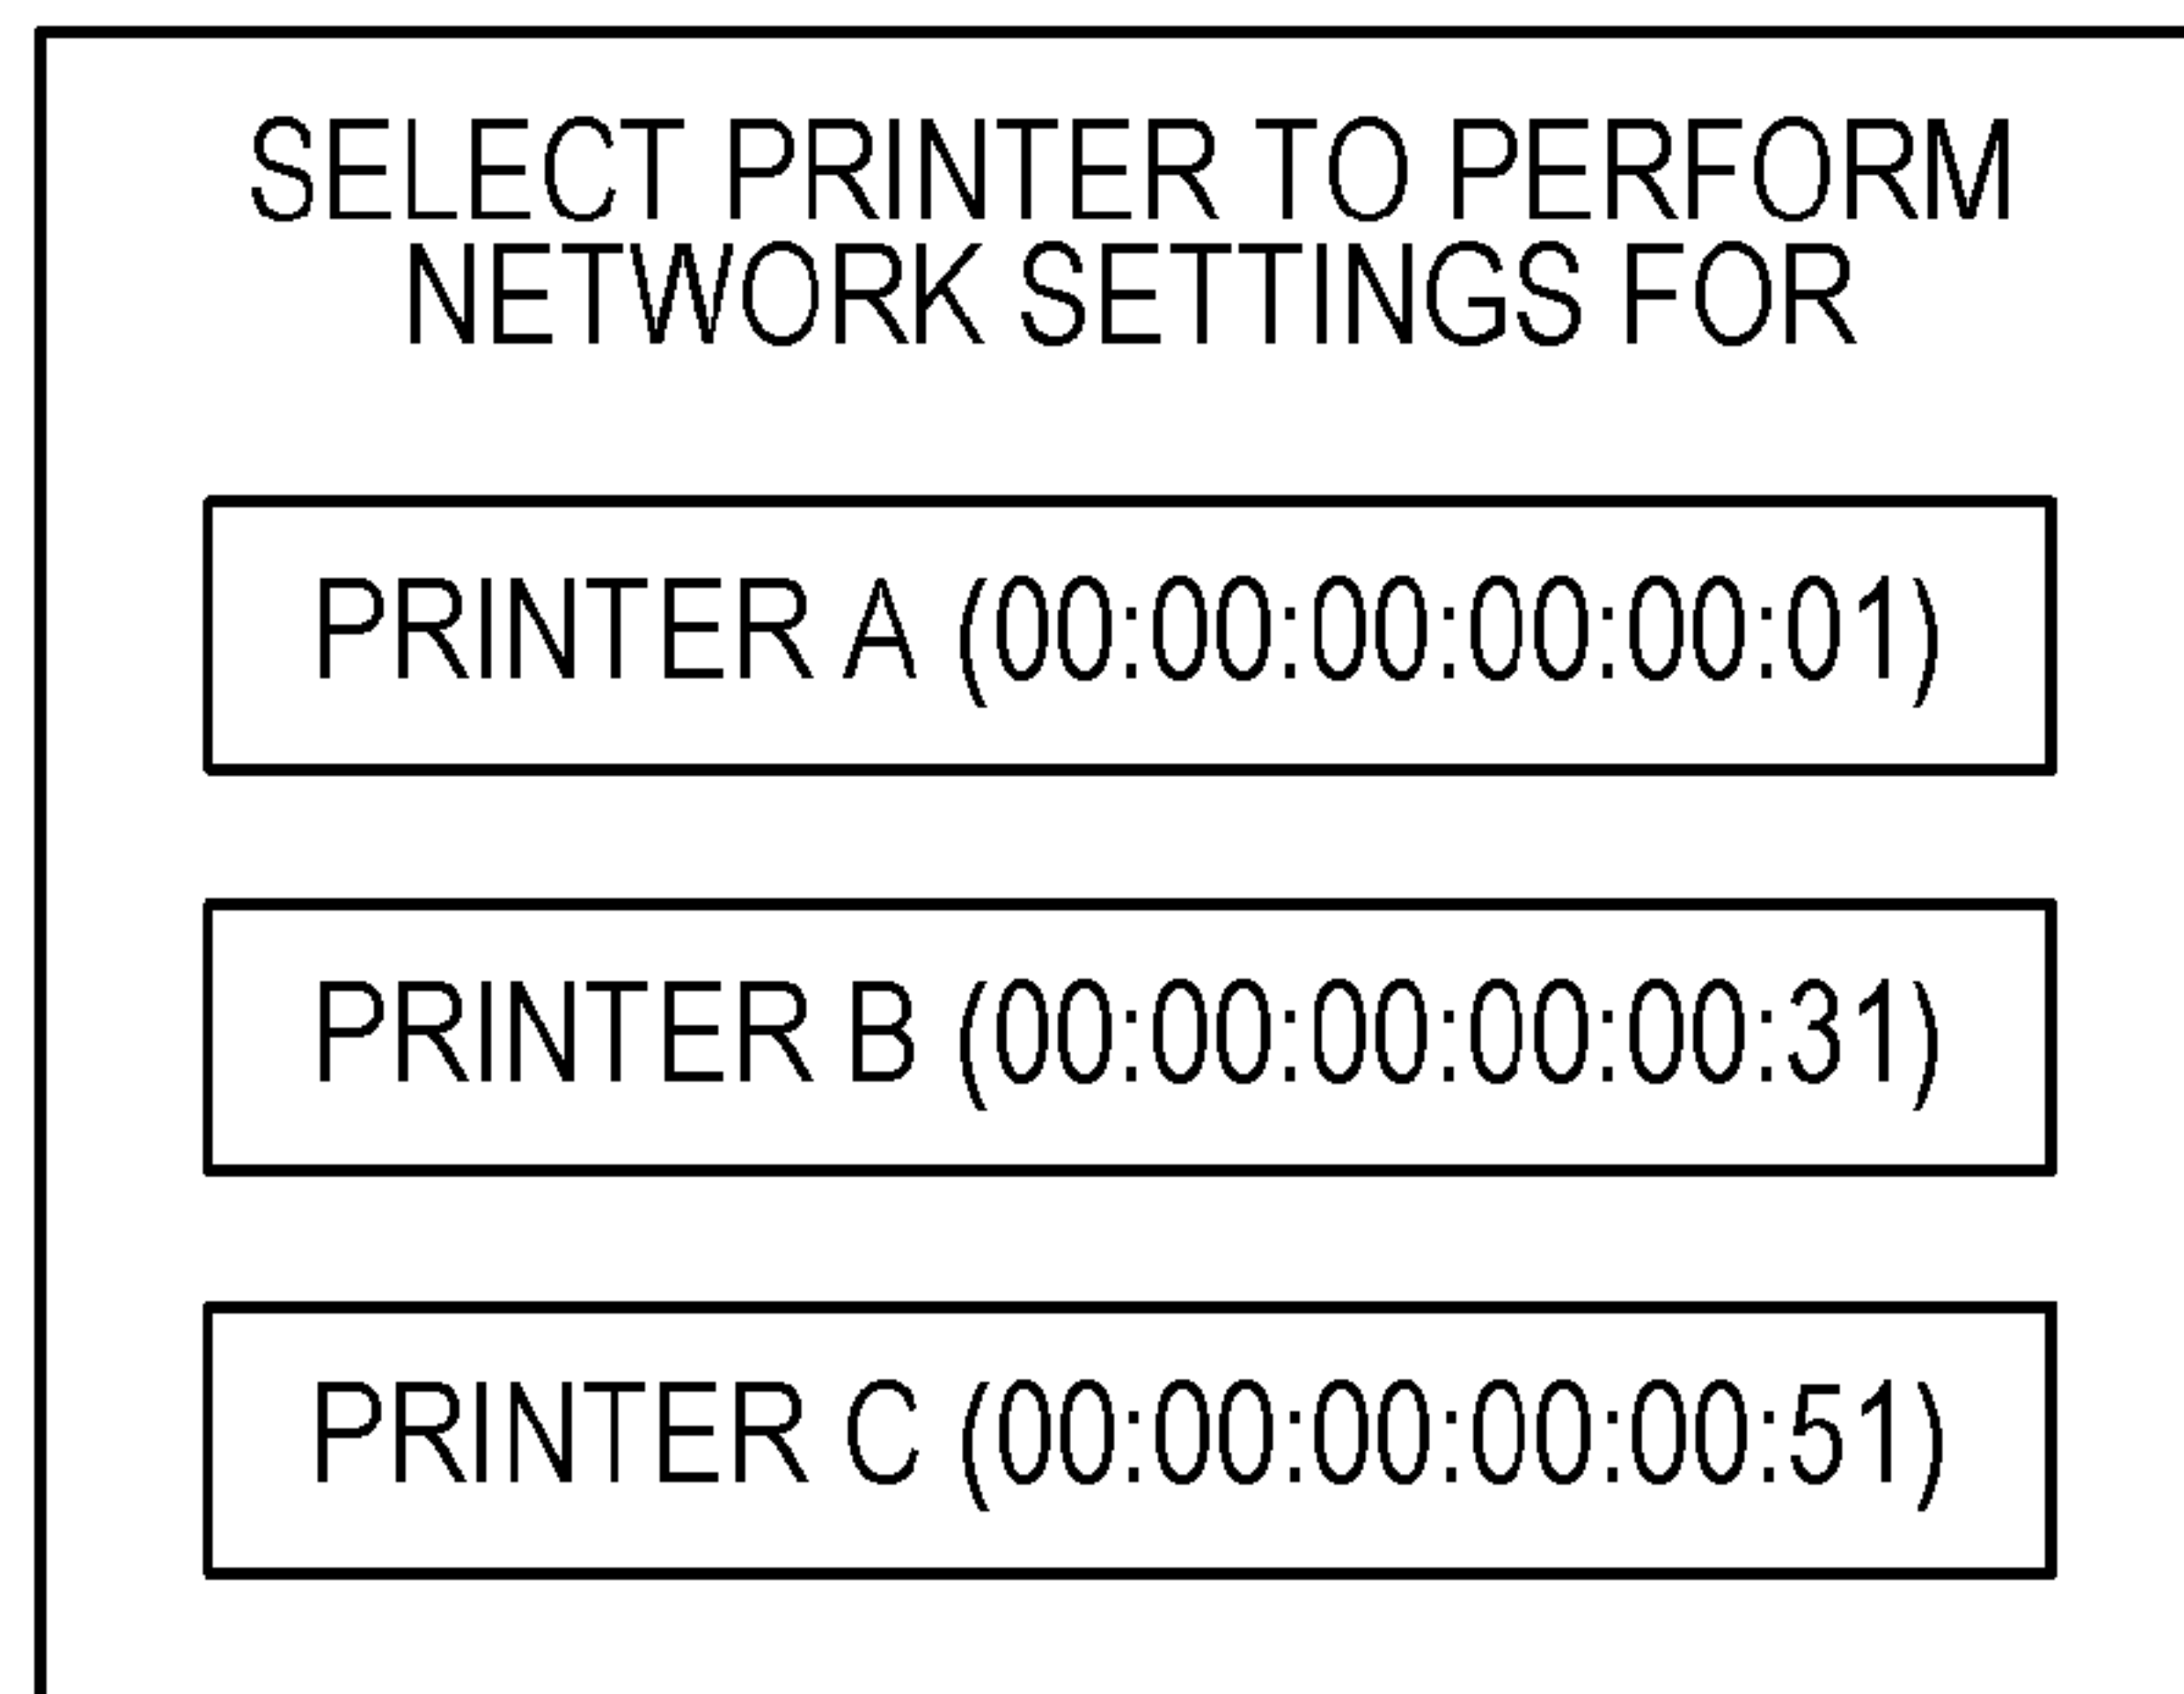 SELECT PRINTER TO PERFORM
NETWORK SETTINGS FOR
PRINTER A (00:00:00:00:00:01)
PRINTER B (00:00:00:00:00:31)
PRINTER C (00:00:00:00:00:51)